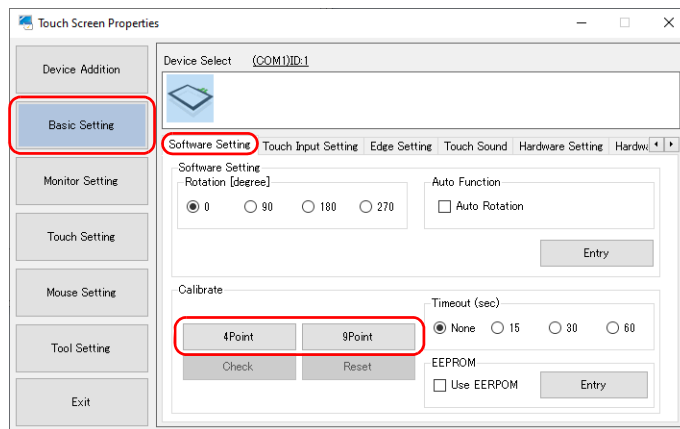 Touch Screen Properties
Device Addition
Basic Setting
Monitor Setting
Touch Setting
Mouse Setting
Tool Setting
Exit
Device Select (COM1)ID:1
Software Setting Touch Input Setting Edge Setting Touch Sound Hardware Setting Hardwa
Software Setting
Rotation [degree]
0 90 180 270
Auto Function
Auto Rotation
Entry
Calibrate
4Point 9Point
Check Reset
Timeout (sec)
None 15 30 60
EEPROM
Use EERPOM Entry